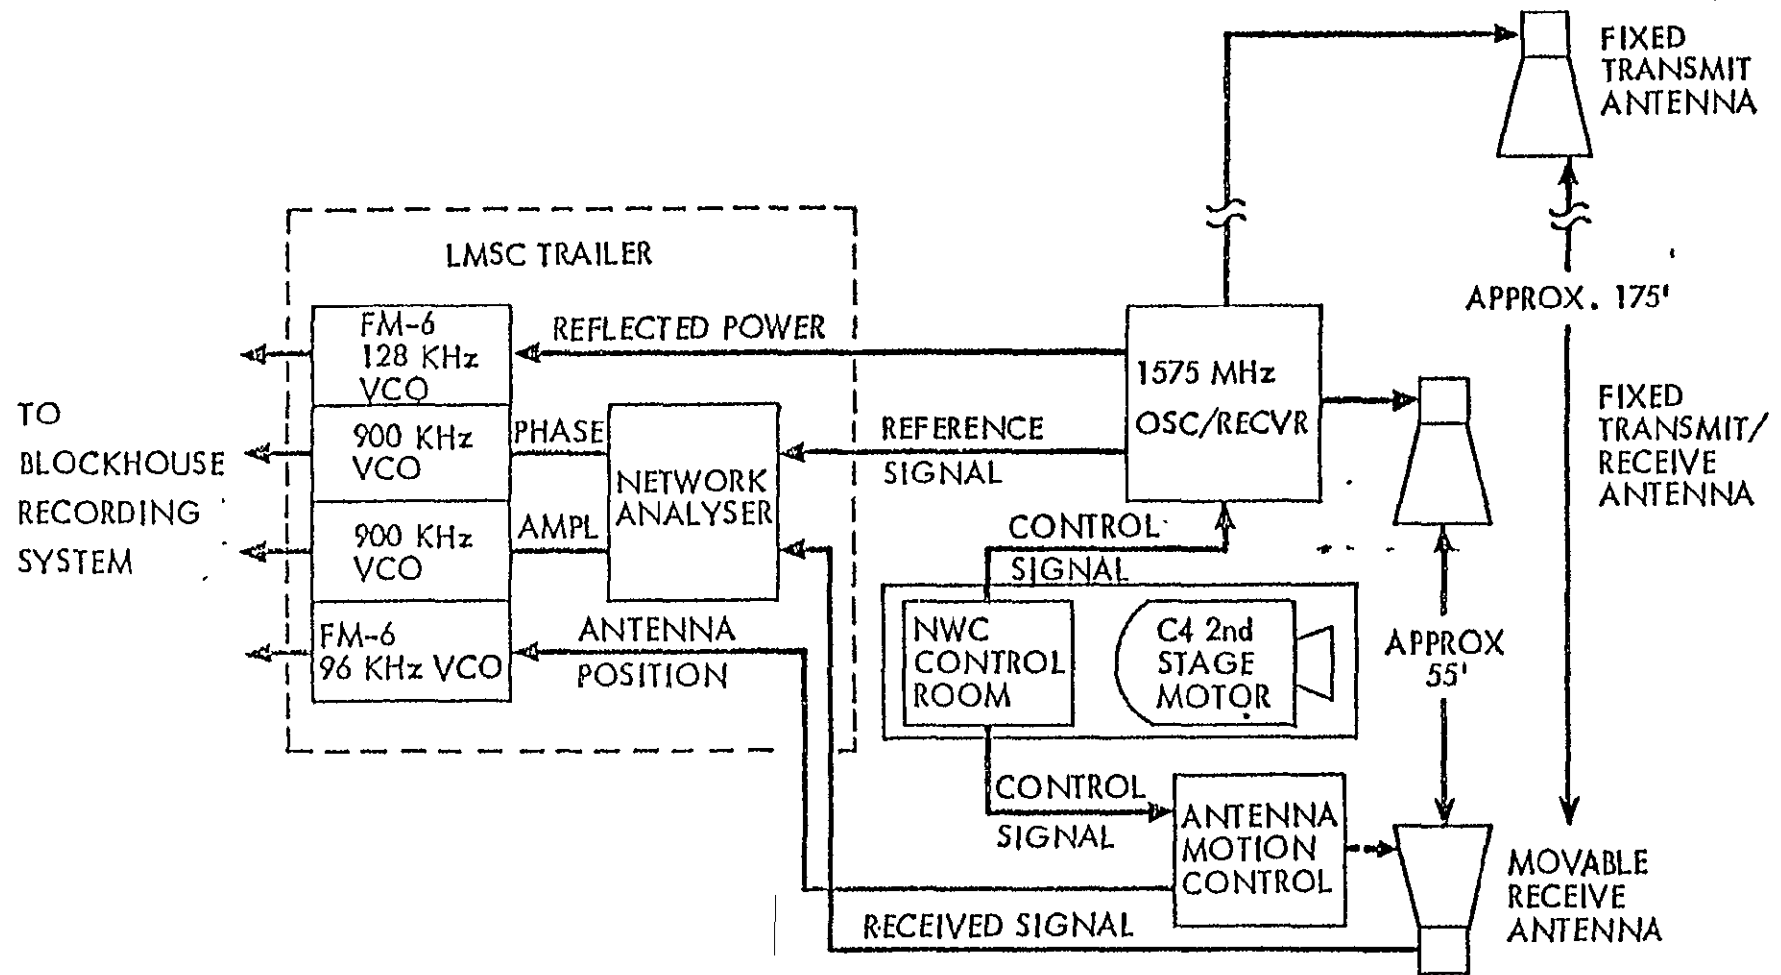 FIXED
TRANSMIT
ANTENNA
LMSC TRAILER
APPROX. 175'
FM-6
128 KHz
VCO
REFLECTED POWER
1575 MHz
OSC/RECVR
FIXED
TRANSMIT/
RECEIVE
ANTENNA
TO
BLOCKHOUSE
RECORDING
SYSTEM
900 KHz
VCO
PHASE
REFERENCE
SIGNAL
NETWORK
ANALYSER
900 KHz
VCO
AMPL
CONTROL
SIGNAL
FM-6
96 KHz VCO
ANTENNA
POSITION
NWC
CONTROL
ROOM
C4 2nd
STAGE
MOTOR
APPROX
55'
CONTROL
SIGNAL
ANTENNA
MOTION
CONTROL
MOVABLE
RECEIVE
ANTENNA
RECEIVED SIGNAL